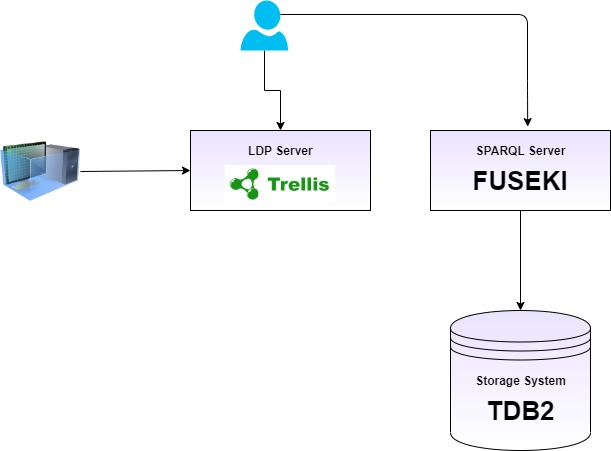 LDP Server
Trellis
SPARQL Server
FUSEKI
Storage System
TDB2